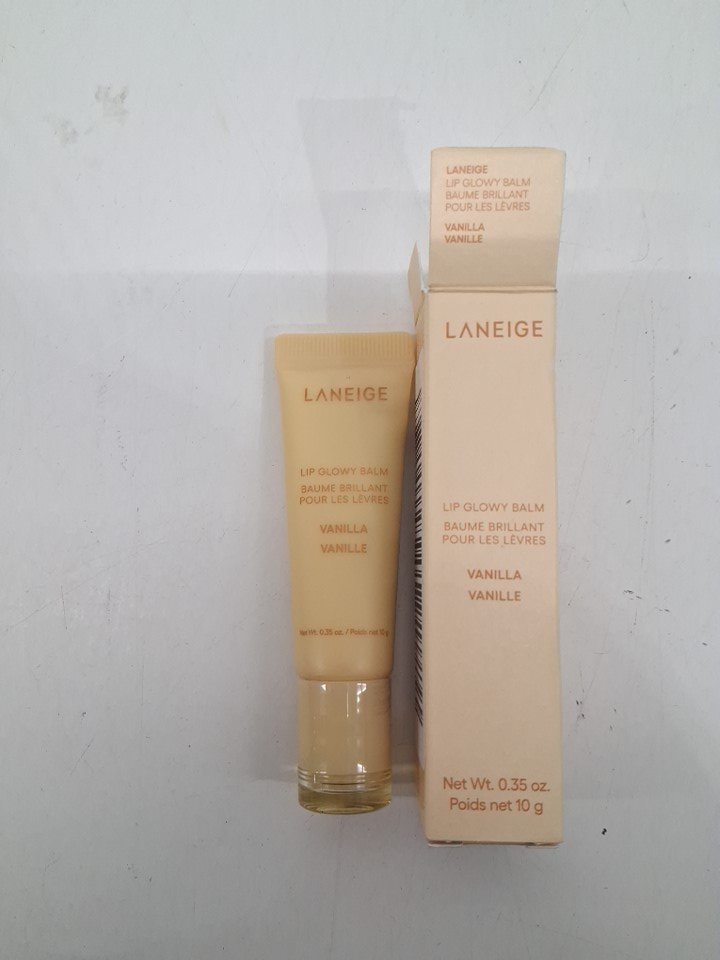 LANEIGE
LIP GLOWY BALM
BAUME BRILLANT
POUR LES LÈVRES
VANILLA
VANILLE
LANEIGE
LIP GLOWY BALM
BAUME BRILLANT
POUR LES LÈVRES
VANILLA
VANILLE
Net Wt. 0.35 oz.
Poids net 10 g
LANEIGE
LIP GLOWY BALM
BAUME BRILLANT
POUR LES LÈVRES
VANILLA
VANILLE
Net Wt. 0.35 oz. / Poids net 10 g